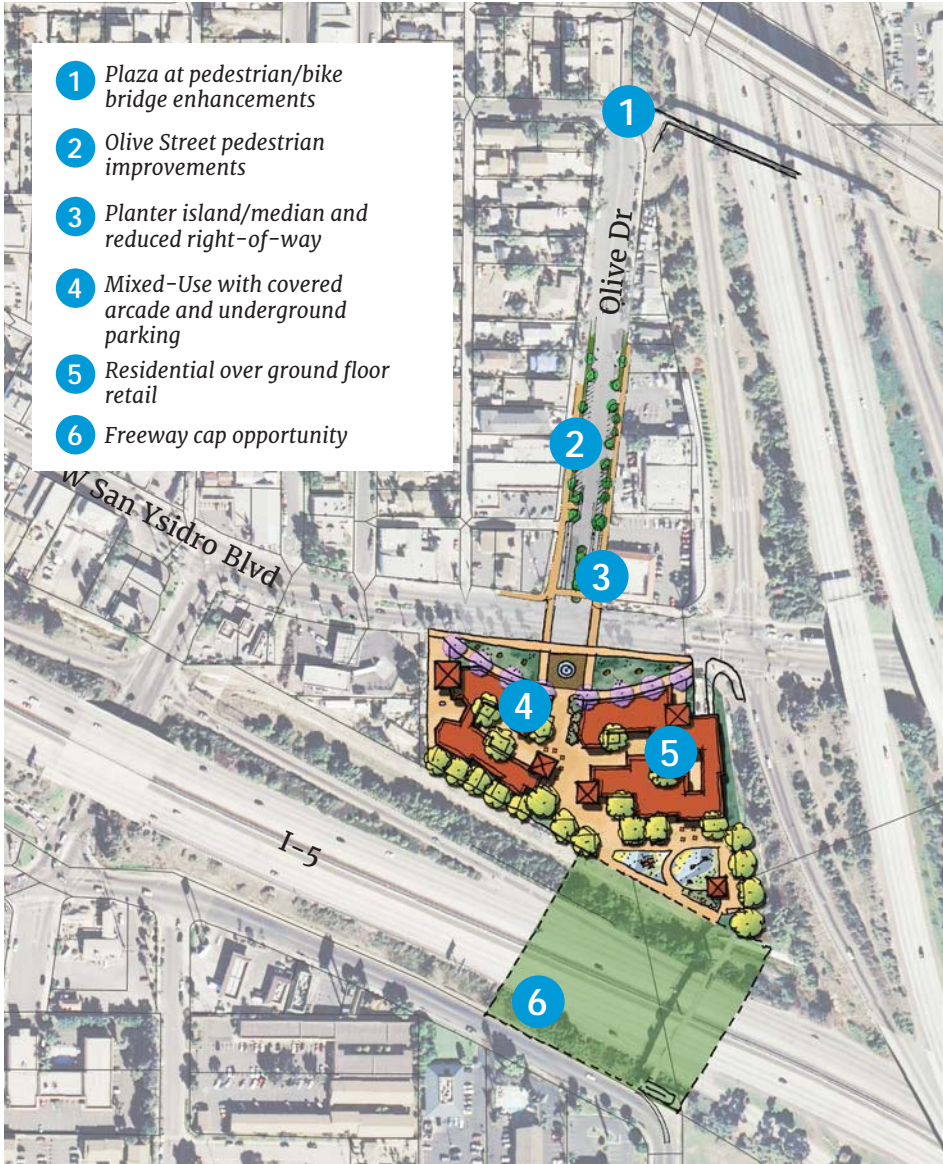 1 Plaza at pedestrian/bike
bridge enhancements
2 Olive Street pedestrian
improvements
3 Planter island/median and
reduced right-of-way
4 Mixed-Use with covered
arcade and underground
parking
5 Residential over ground floor
retail
6 Freeway cap opportunity
1
Olive Dr
2
3
W San Ysidro Blvd
4
5
I-5
6